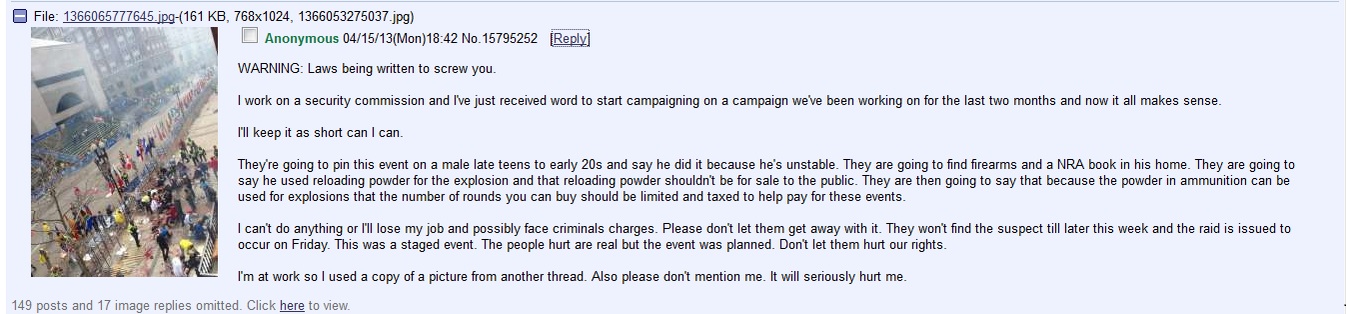 File: 1366065777645.jpg-(161 KB, 768x1024, 1366053275037.jpg)
Anonymous 04/15/13(Mon)18:42 No.15795252 [Reply]
WARNING: Laws being written to screw you.
I work on a security commission and I've just received word to start campaigning on a campaign we've been working on for the last two months and now it all makes sense.
I'll keep it as short can I can.
They're going to pin this event on a male late teens to early 20s and say he did it because he's unstable. They are going to find firearms and a NRA book in his home. They are going to
say he used reloading powder for the explosion and that reloading powder shouldn't be for sale to the public. They are then going to say that because the powder in ammunition can be
used for explosions that the number of rounds you can buy should be limited and taxed to help pay for these events.
I can't do anything or I'll lose my job and possibly face criminals charges. Please don't let them get away with it. They won't find the suspect till later this week and the raid is issued to
occur on Friday. This was a staged event. The people hurt are real but the event was planned. Don't let them hurt our rights.
I'm at work so I used a copy of a picture from another thread. Also please don't mention me. It will seriously hurt me.
149 posts and 17 image replies omitted. Click here to view.